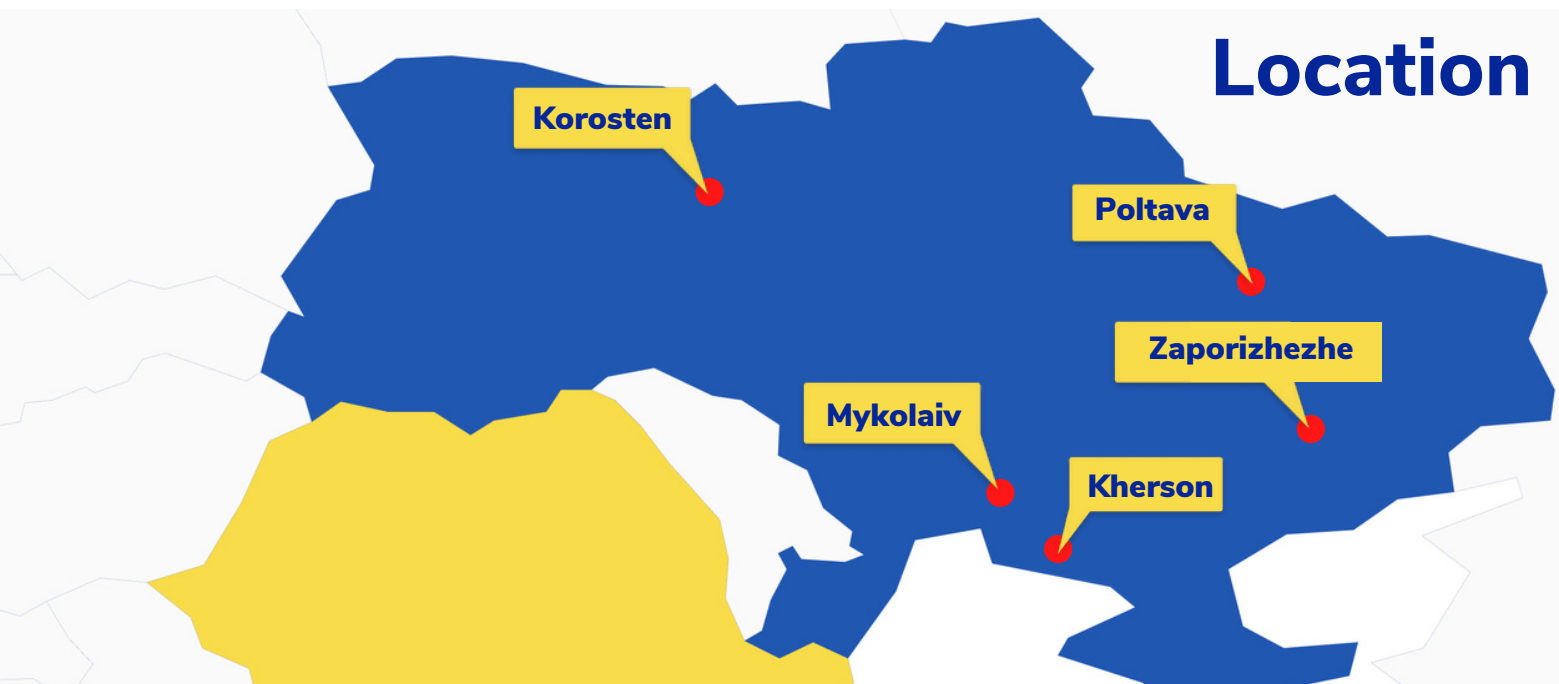 Location
Korosten
Poltava
Zaporizhezhe
Mykolaiv
Kherson